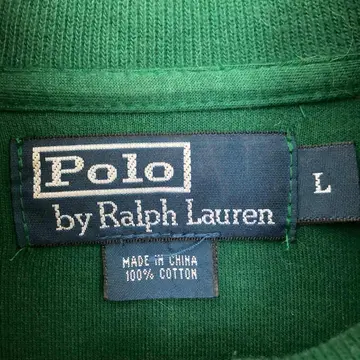 Polo
by Ralph Lauren
L
MADE IN CHINA
100% COTTON